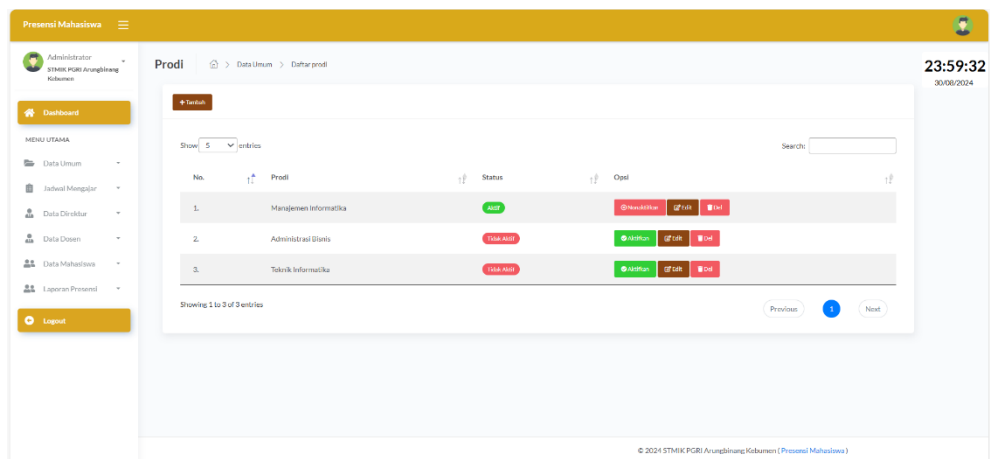 Presensi Mahasiswa
Administrator
STMIK PGRI Arungbinang
Kebumen
Dashboard
MENU UTAMA
Data Umum
Jadwal Mengajar
Data Direktur
Data Dosen
Data Mahasiswa
Laporan Presensi
Logout
Prodi > Data Umum > Daftar prodi
23:59:32
30/08/2024
+ Tambah
Show 5 entries Search:
No. Prodi Status Opsi
1. Manajemen Informatika Aktif Nonaktifkan Edit Del
2. Administrasi Bisnis Tidak Aktif Aktifkan Edit Del
3. Teknik Informatika Tidak Aktif Aktifkan Edit Del
Showing 1 to 3 of 3 entries
Previous 1 Next
© 2024 STMIK PGRI Arungbinang Kebumen ( Presensi Mahasiswa )